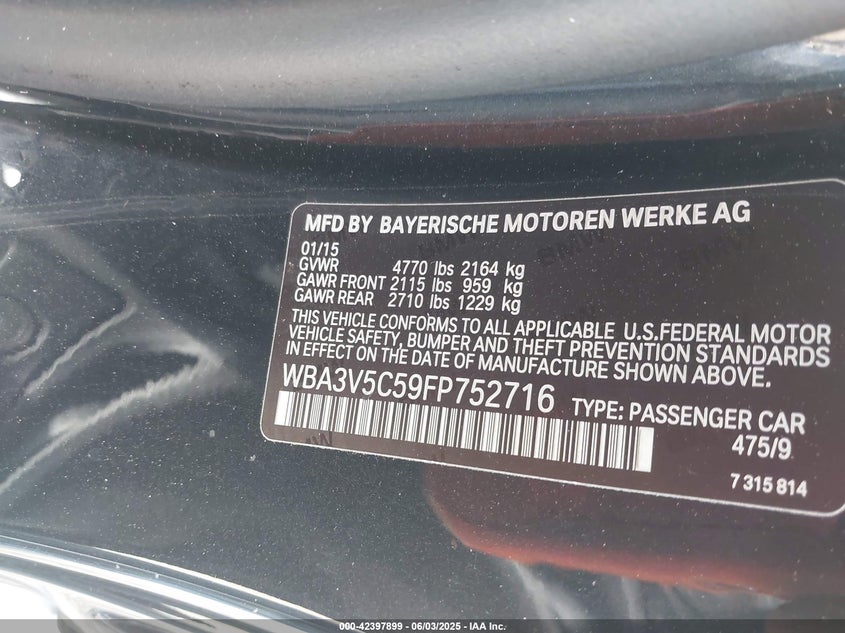 MFD BY BAYERISCHE MOTOREN WERKE AG
01/15
GVWR 4770 lbs 2164 kg
GAWR FRONT 2115 lbs 959 kg
GAWR REAR 2710 lbs 1229 kg
THIS VEHICLE CONFORMS TO ALL APPLICABLE U.S.FEDERAL MOTOR
VEHICLE SAFETY, BUMPER AND THEFT PREVENTION STANDARDS
IN EFFECT ON THE DATE OF MANUFACTURE SHOWN ABOVE.
WBA3V5C59FP752716 TYPE: PASSENGER CAR
475/9
7 315 814
000-42397899 - 06/03/2025 - IAA Inc.